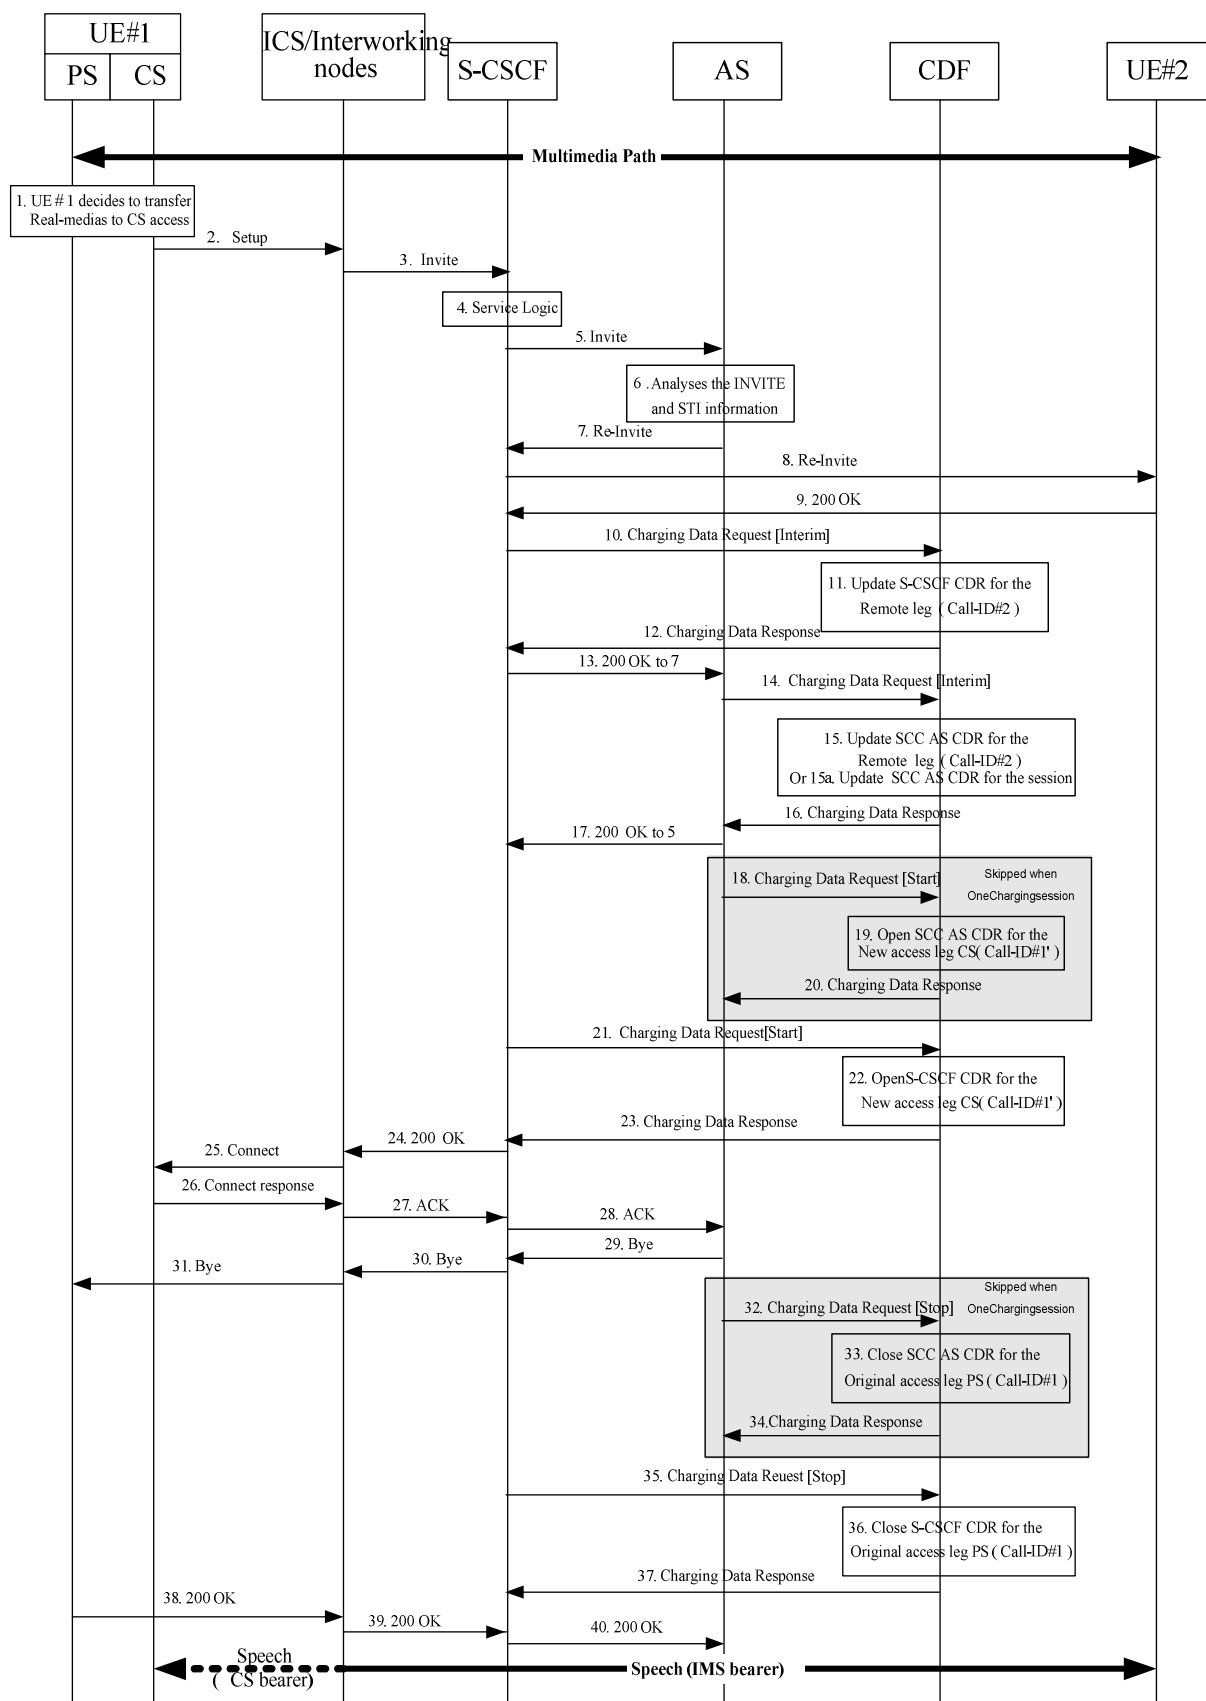 UE#1
PS
CS
ICS/Interworking
nodes
S-CSCF
AS
CDF
UE#2
Multimedia Path
1. UE # 1 decides to transfer
Real-medias to CS access
2. Setup
3. Invite
4. Service Logic
5. Invite
6 . Analyses the INVITE
and STI information
7. Re-Invite
8. Re-Invite
9. 200 OK
10. Charging Data Request [Interim]
11. Update S-CSCF CDR for the
Remote leg ( Call-ID#2 )
12. Charging Data Response
13. 200 OK to 7
14. Charging Data Request [Interim]
15. Update SCC AS CDR for the
Remote leg ( Call-ID#2 )
Or 15a. Update SCC AS CDR for the session
16. Charging Data Response
17. 200 OK to 5
18. Charging Data Request [Start]
Skipped when
OneChargingsession
19. Open SCC AS CDR for the
New access leg CS( Call-ID#1' )
20. Charging Data Response
21. Charging Data Request[Start]
22. OpenS-CSCF CDR for the
New access leg CS( Call-ID#1' )
23. Charging Data Response
24. 200 OK
25. Connect
26. Connect response
27. ACK
28. ACK
29. Bye
30. Bye
31. Bye
Skipped when
OneChargingsession
32. Charging Data Request [Stop]
33. Close SCC AS CDR for the
Original access leg PS ( Call-ID#1 )
34.Charging Data Response
35. Charging Data Reuest [Stop]
36. Close S-CSCF CDR for the
Original access leg PS ( Call-ID#1 )
37. Charging Data Response
38. 200 OK
39. 200 OK
40. 200 OK
Speech
( CS bearer)
Speech (IMS bearer)